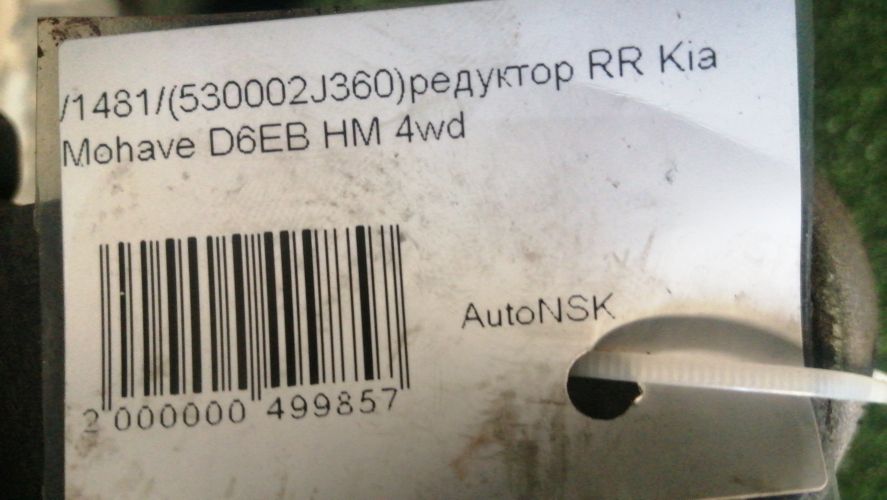 /1481/(530002J360)редуктор RR Kia
Mohave D6EB HM 4wd
AutoNSK
2 000000 499857